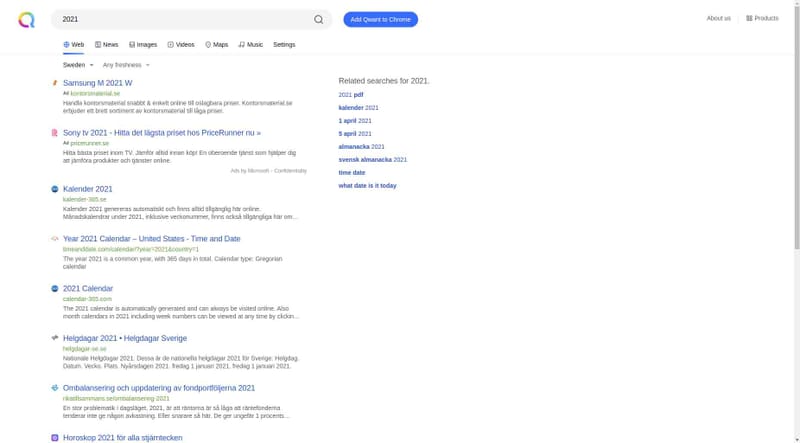 2021
Add Qwant to Chrome
About us
Products
Web
News
Images
Videos
Maps
Music
Settings
Sweden
Any freshness
Samsung M 2021 W
Ad kontorsmaterial.se
Handla kontorsmaterial snabbt & enkelt online till oslagbara priser. Kontorsmaterial.se
erbjuder ett brett sortiment av kontorsmaterial till låga priser.
Sony tv 2021 - Hitta det lägsta priset hos PriceRunner nu »
Ad pricerunner.se
Hitta bästa priset inom TV. Jämför alltid innan köp! En oberoende tjänst som hjälper dig
att jämföra produkter och tjänster online.
Ads by Microsoft - Confidentiality
Kalender 2021
kalender-365.se
Kalender 2021 genereras automatiskt och finns alltid tillgänglig här online.
Månadskalendrar under 2021, inklusive veckonummer, finns också tillgängliga här om...
Year 2021 Calendar – United States - Time and Date
timeanddate.com/calendar/?year=2021&country=1
The year 2021 is a common year, with 365 days in total. Calendar type: Gregorian
calendar
2021 Calendar
calendar-365.com
The 2021 calendar is automatically generated and can always be visited online. Also
month calendars in 2021 including week numbers can be viewed at any time by clickin...
Helgdagar 2021 • Helgdagar Sverige
helgdagar-se.se
Nationale Helgdagar 2021. Dessa är de nationella helgdagar 2021 för Sverige: Helgdag.
Datum. Vecko. Plats. Nyårsdagen 2021. fredag 1 januari 2021. fredag 1 januari 2021.
Ombalansering och uppdatering av fondportföljerna 2021
rikatillsammans.se/ombalansering-2021
En stor problematik i dagsläget, 2021, är att räntorna är så låga att räntefonderna
tenderar inte ge någon avkastning. Eller snarare så här. De ger ungefär 1 procents...
Horoskop 2021 för alla stjärntecken
Related searches for 2021.
2021 pdf
kalender 2021
1 april 2021
5 april 2021
almanacka 2021
svensk almanacka 2021
time date
what date is it today